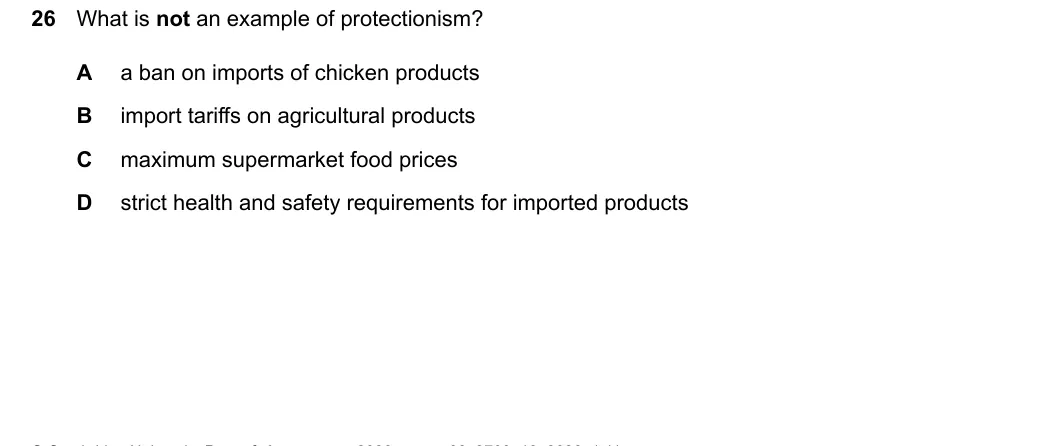 26 What is not an example of protectionism?
A a ban on imports of chicken products
B import tariffs on agricultural products
C maximum supermarket food prices
D strict health and safety requirements for imported products